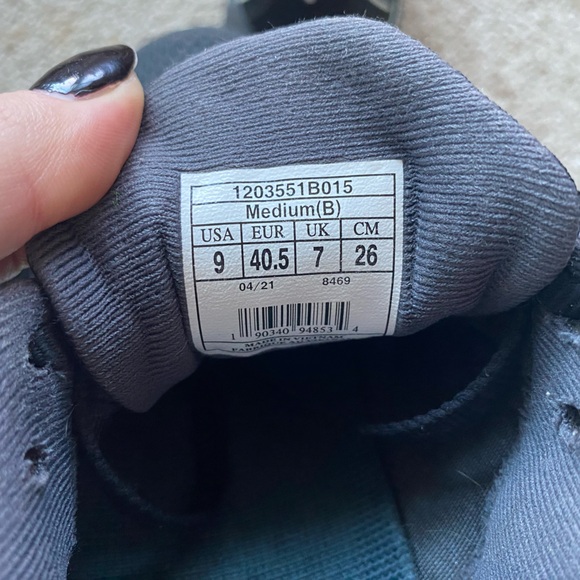 1203551B015
Medium(B)
USA EUR UK CM
9 40.5 7 26
04/21 8469
1 90340 94853 4
MADE IN VIETNAM